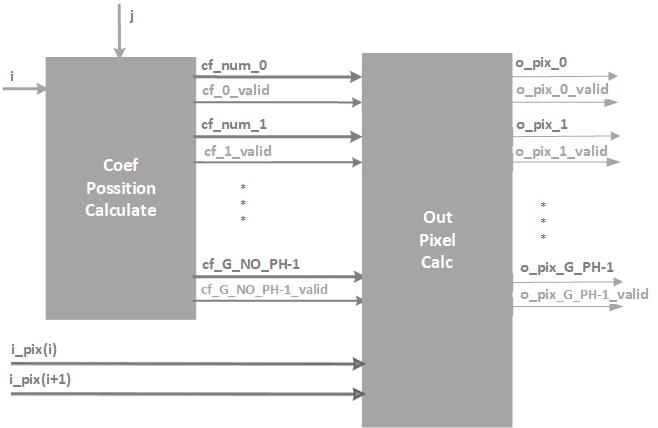 j
i
cf_num_0
cf_0_valid
cf_num_1
cf_1_valid
*
*
*
cf_G_NO_PH-1
cf_G_NO_PH-1_valid
Coef
Possition
Calculate
i_pix(i)
i_pix(i+1)
Out
Pixel
Calc
o_pix_0
o_pix_0_valid
o_pix_1
o_pix_1_valid
*
*
*
o_pix_G_PH-1
o_pix_G_PH-1_valid